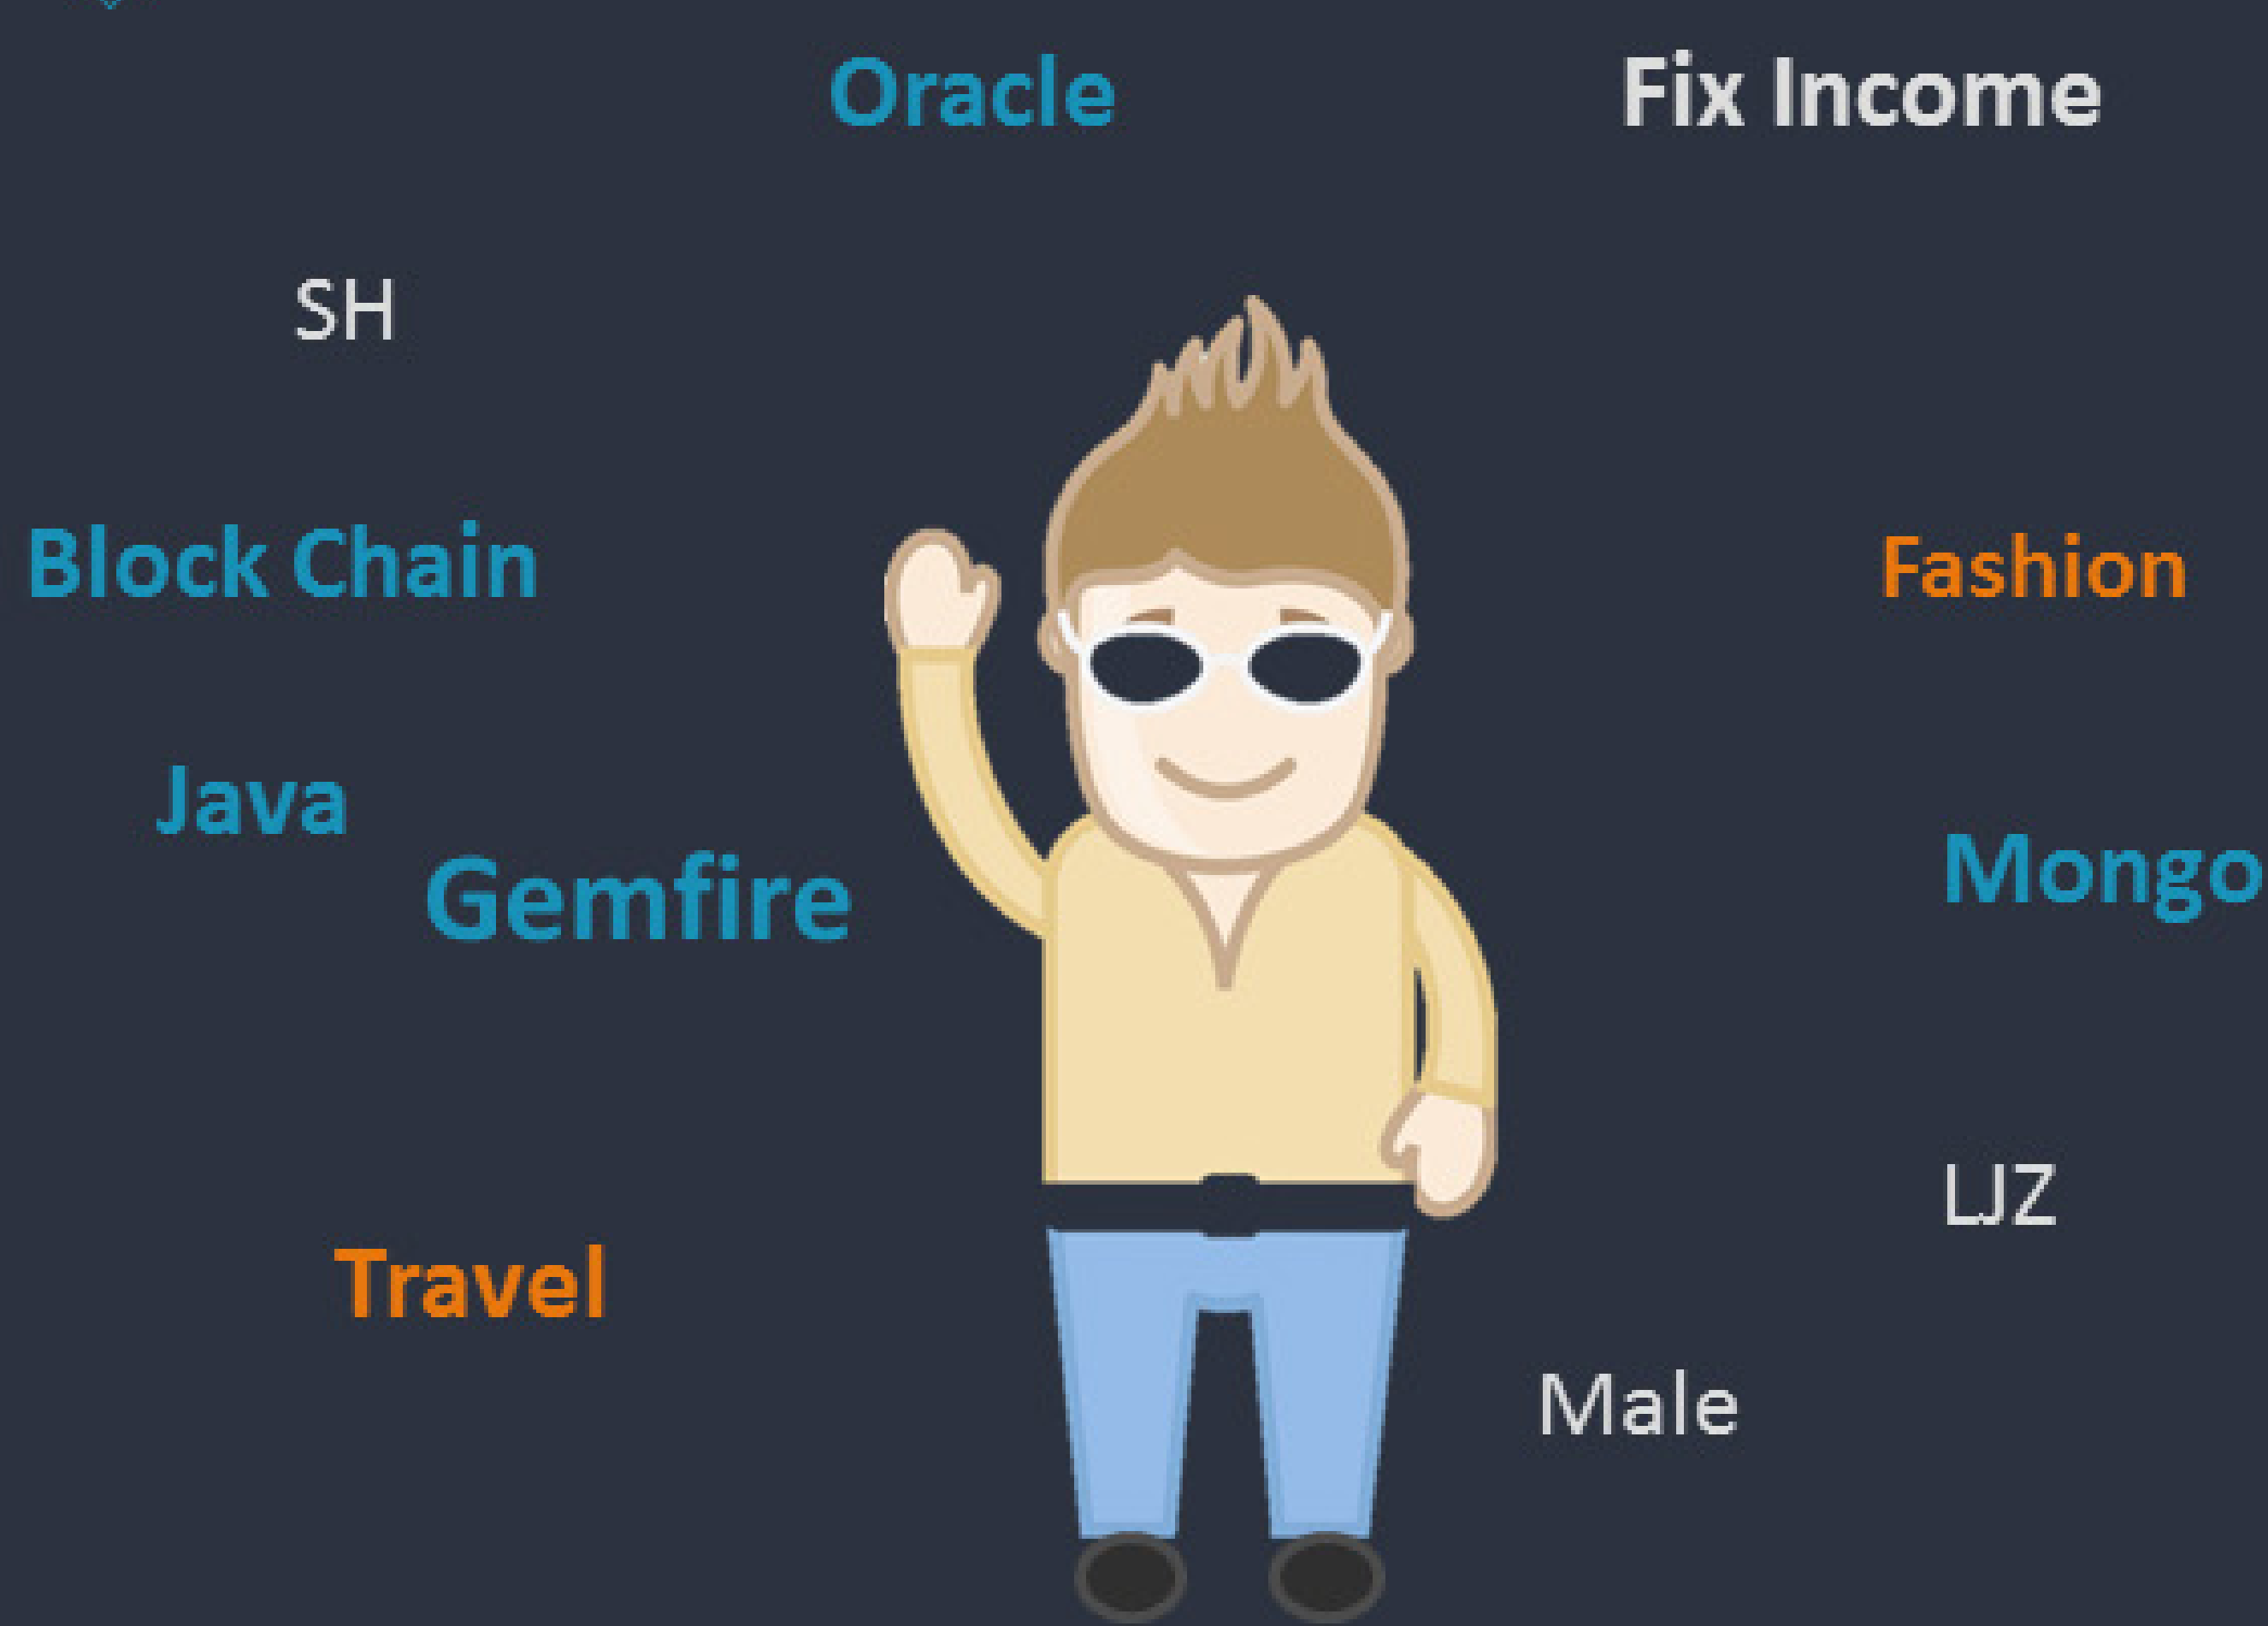 Oracle
Fix Income
SH
Block Chain
Fashion
Java
Gemfire
Mongo
LJZ
Travel
Male